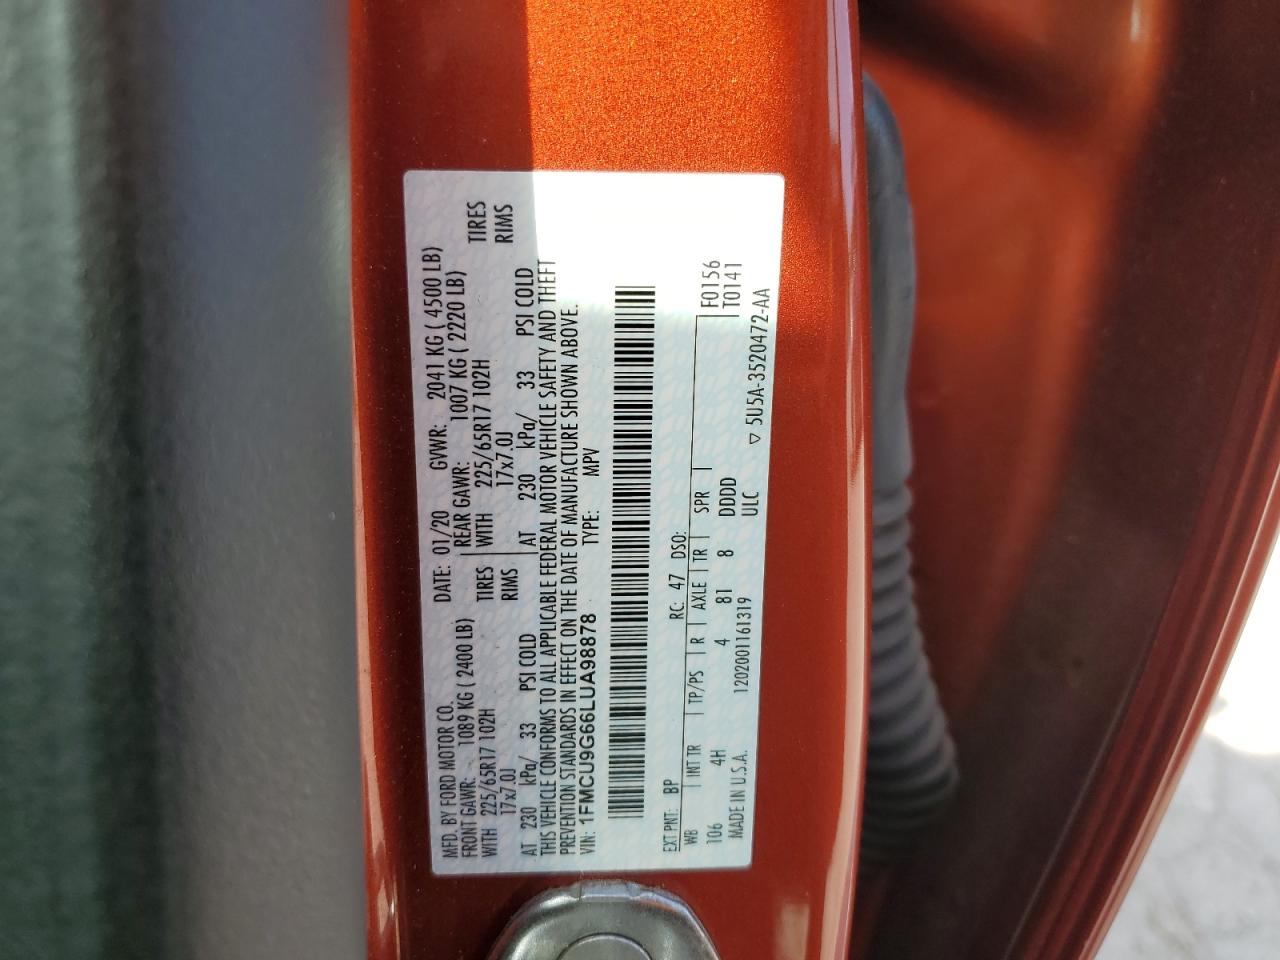 MFD. BY FORD MOTOR CO. DATE: 01/20 GVWR: 2041 KG ( 4500 LB)
FRONT GAWR: 1089 KG ( 2400 LB) REAR GAWR: 1007 KG ( 2220 LB)
WITH 225/65R17 102H TIRES WITH 225/65R17 102H TIRES
17x7.0J RIMS 17x7.0J RIMS
AT 230 kPa/ 33 PSI COLD AT 230 kPa/ 33 PSI COLD
THIS VEHICLE CONFORMS TO ALL APPLICABLE FEDERAL MOTOR VEHICLE SAFETY AND THEFT
PREVENTION STANDARDS IN EFFECT ON THE DATE OF MANUFACTURE SHOWN ABOVE.
VIN: 1FMCU9G66LUA98878 TYPE: MPV
EXT PNT: BP RC: 47 DSO: F0156
WB INT TR TP/PS R AXLE TR SPR T0141
106 4H 4 81 8 DDDD
MADE IN U.S.A. 1202001161319 ULC ▽ 5U5A-3520472-AA